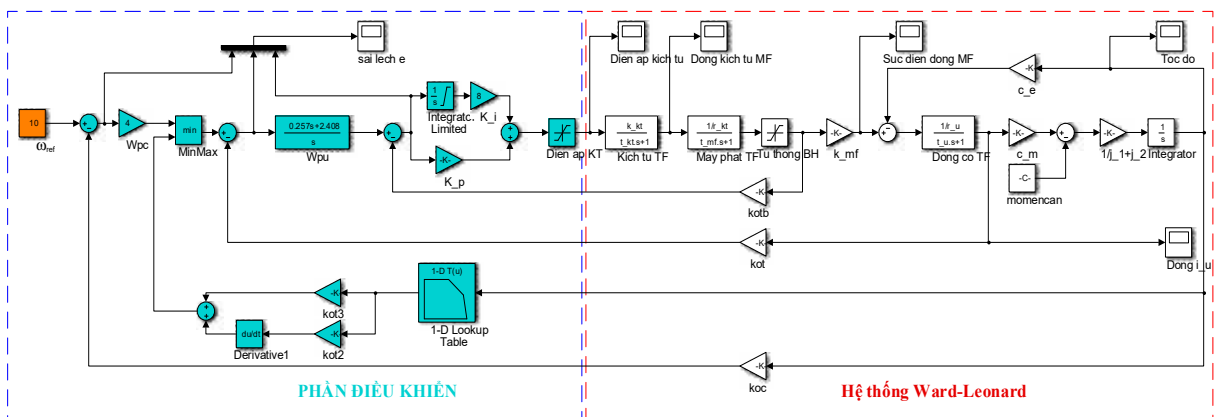 sai lech e
Dien ap kich tu
Dong kich tu MF
Suc dien dong MF
Toc do
-K-
c_e
10
ω_ref
4
Wpc
min
MinMax
0.257s+2.408
s
Wpu
1
s
Integratc.
Limited
8
K_i
-K-
K_p
Dien ap KT
k_kt
t_kt.s+1
Kich tu TF
1/r_kt
t_mf.s+1
May phat TF
Tu thong BH
-K-
k_mf
1/r_u
t_u.s+1
Dong co TF
-K-
c_m
-C-
momencan
-K-
1/j_1+j_2
1
s
Integrator
-K-
kotb
-K-
kot
Dong i_u
1-D T(u)
1-D Lookup
Table
-K-
kot3
-K-
kot2
du/dt
Derivative1
-K-
koc
PHẦN ĐIỀU KHIỂN
Hệ thống Ward-Leonard